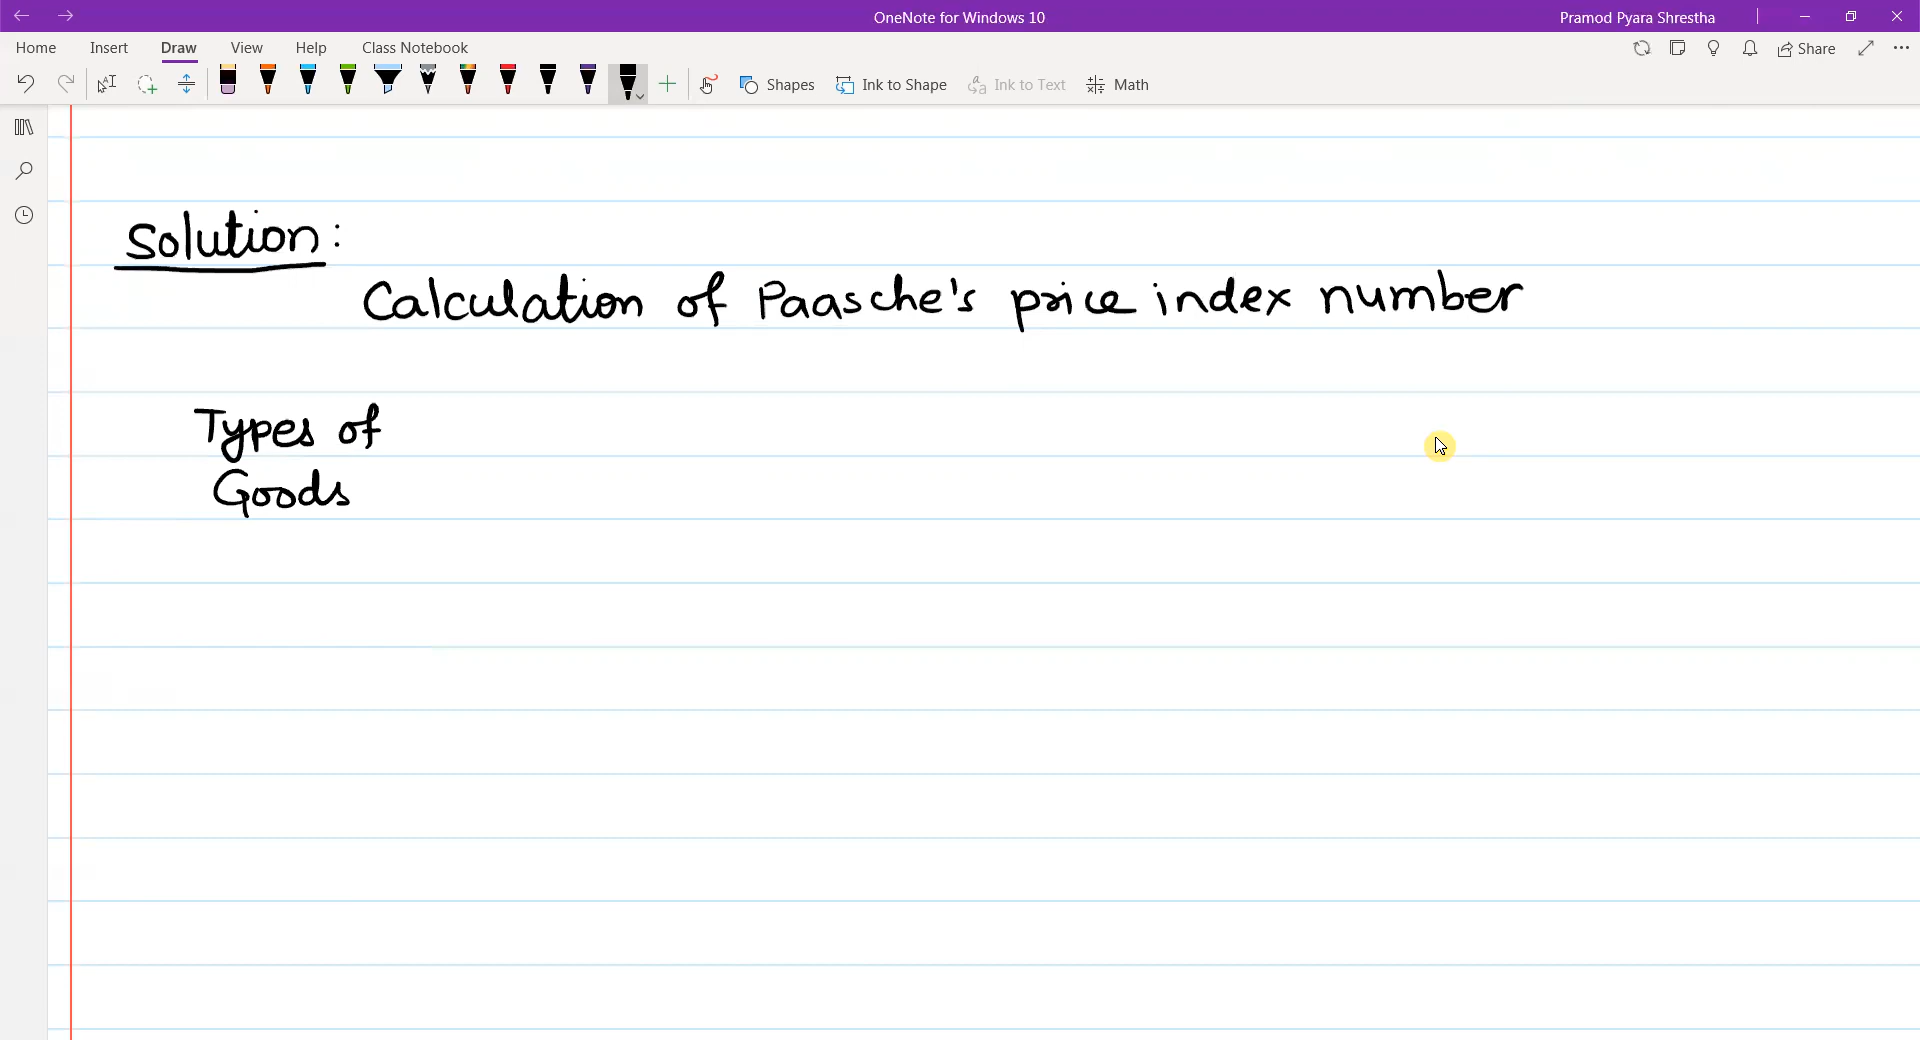 OneNote for Windows 10
Pramod Pyara Shrestha
Home Insert Draw View Help Class Notebook Share
Shapes Ink to Shape Ink to Text Math
Solution:
Calculation of Paasche's price index number
Types of
Goods